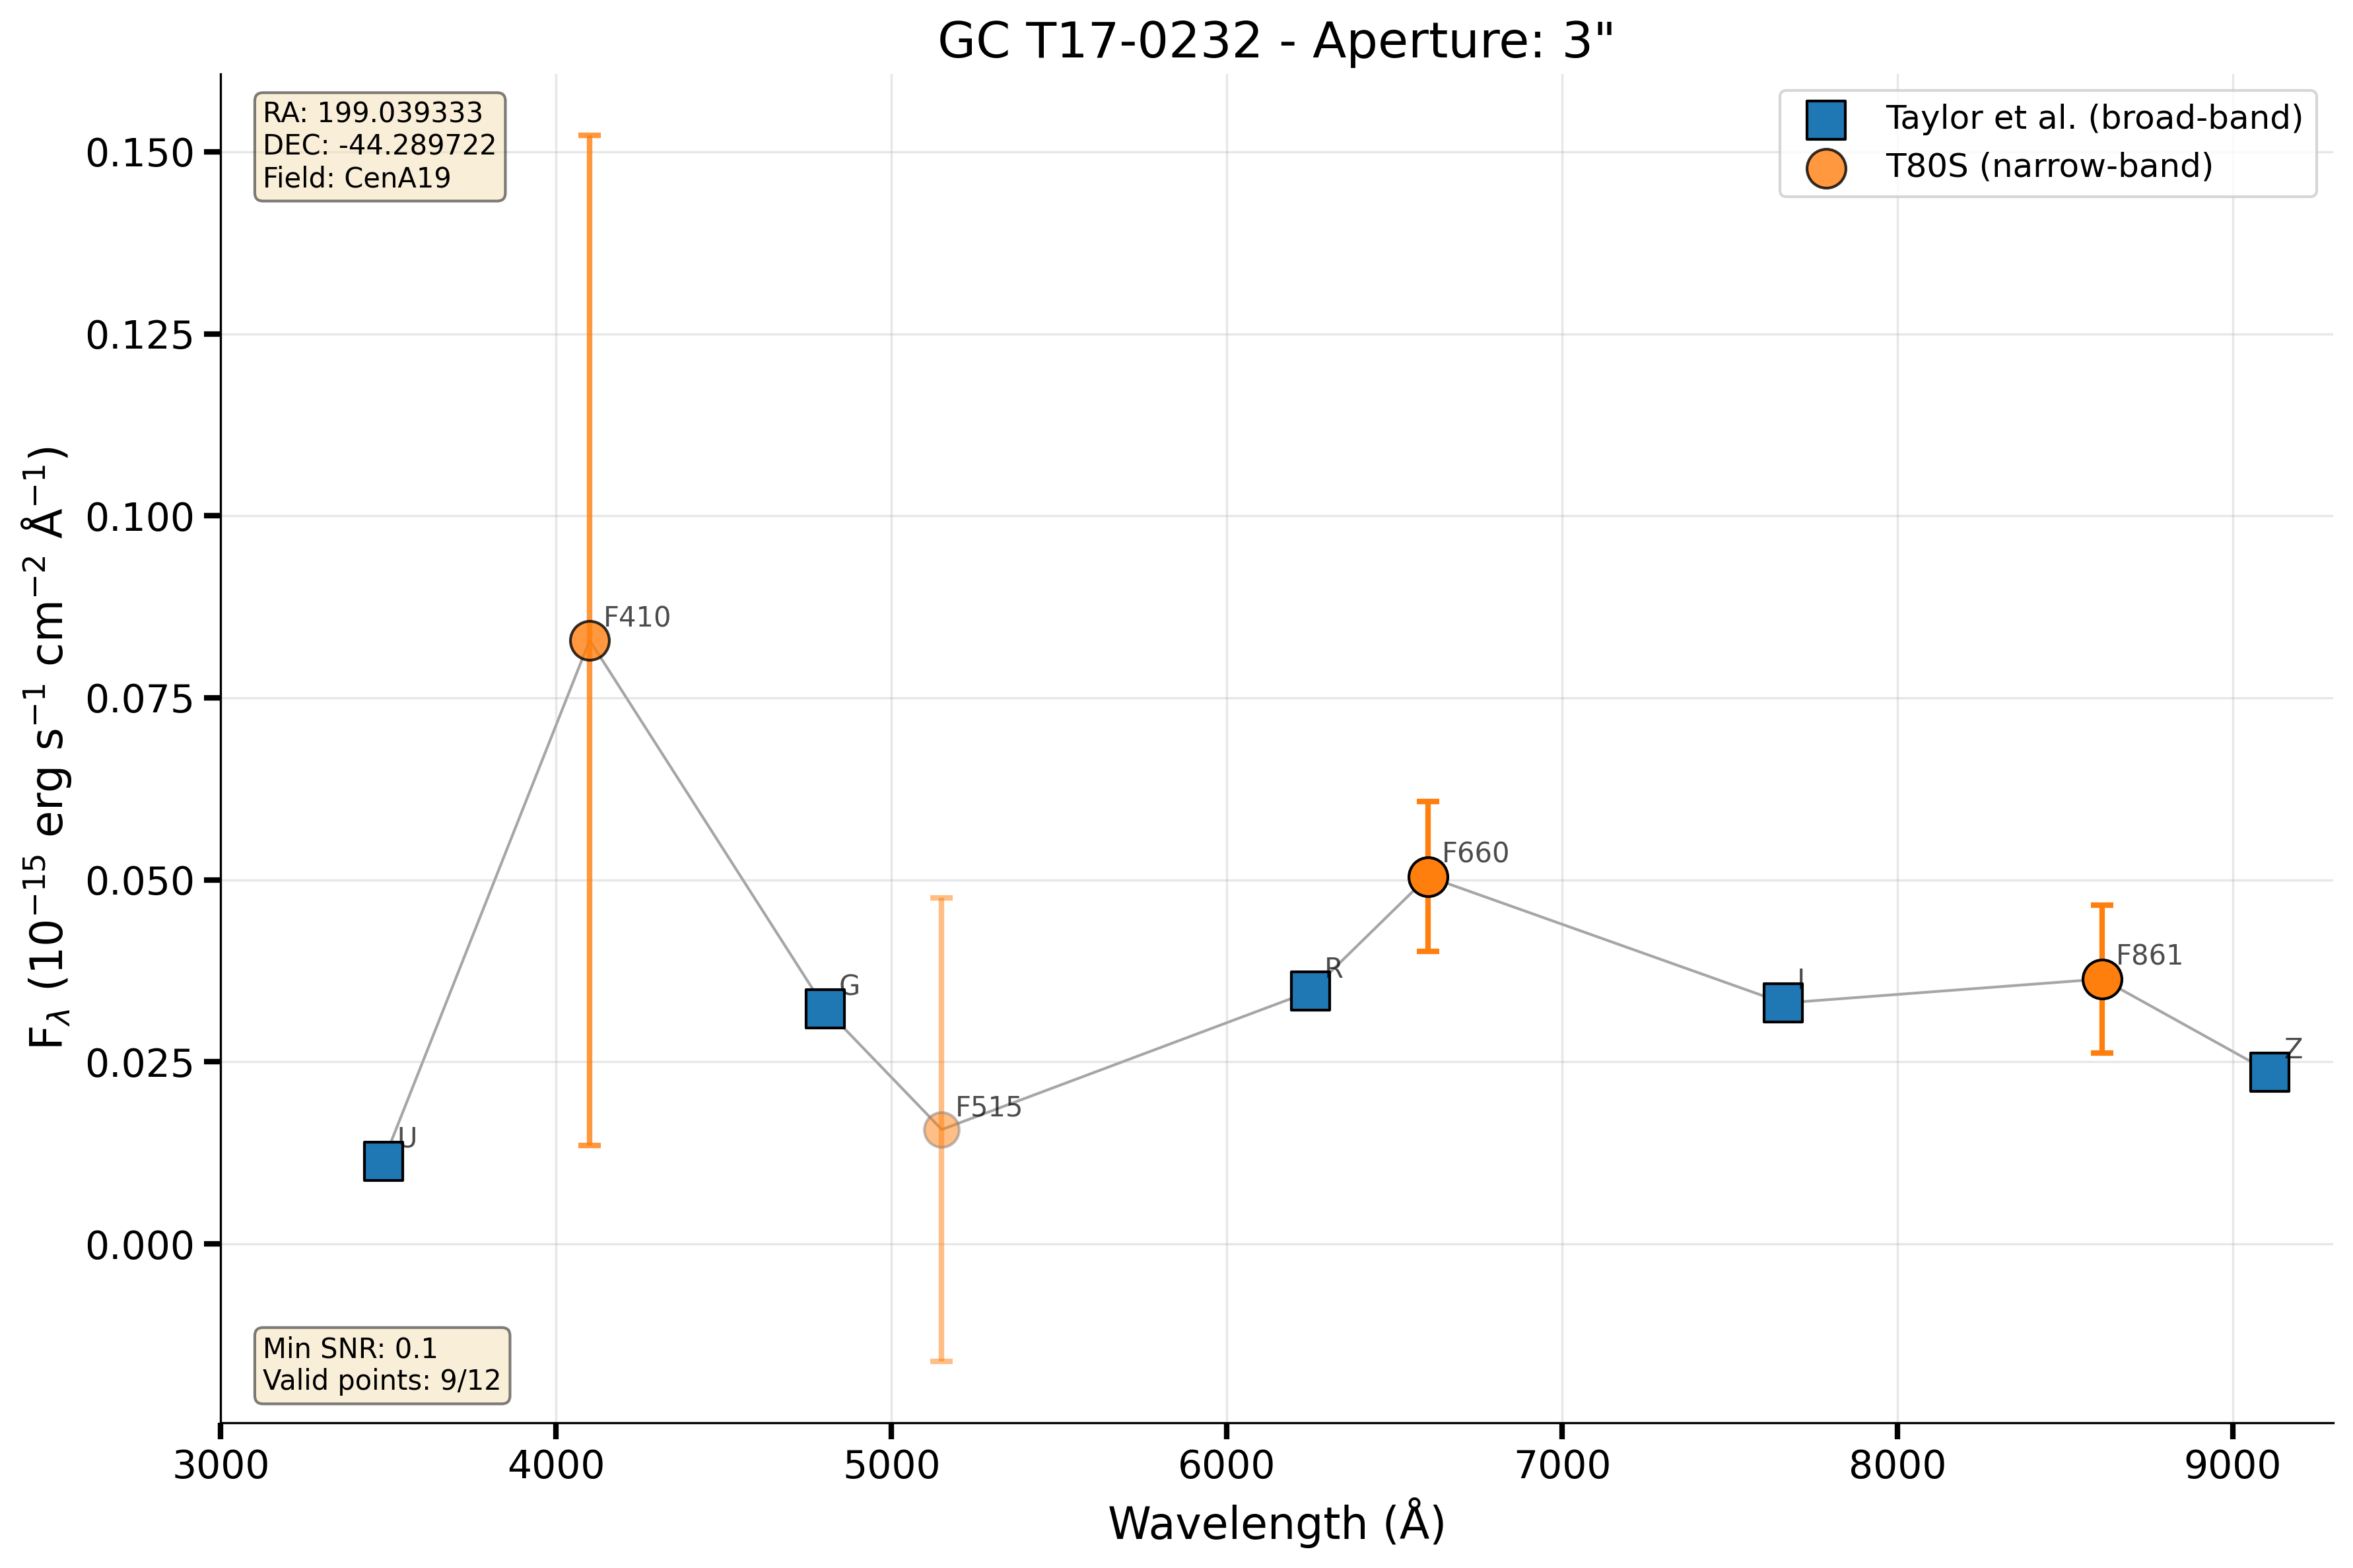 GC T17-0232 - Aperture: 3"
RA: 199.039333
DEC: -44.289722
Field: CenA19
Taylor et al. (broad-band)
T80S (narrow-band)
F$_{\lambda}$ (10$^{-15}$ erg s$^{-1}$ cm$^{-2}$ Å$^{-1}$)
0.150
0.125
0.100
0.075
0.050
0.025
0.000
U
F410
G
F515
R
F660
I
F861
Z
Min SNR: 0.1
Valid points: 9/12
3000 4000 5000 6000 7000 8000 9000
Wavelength (Å)